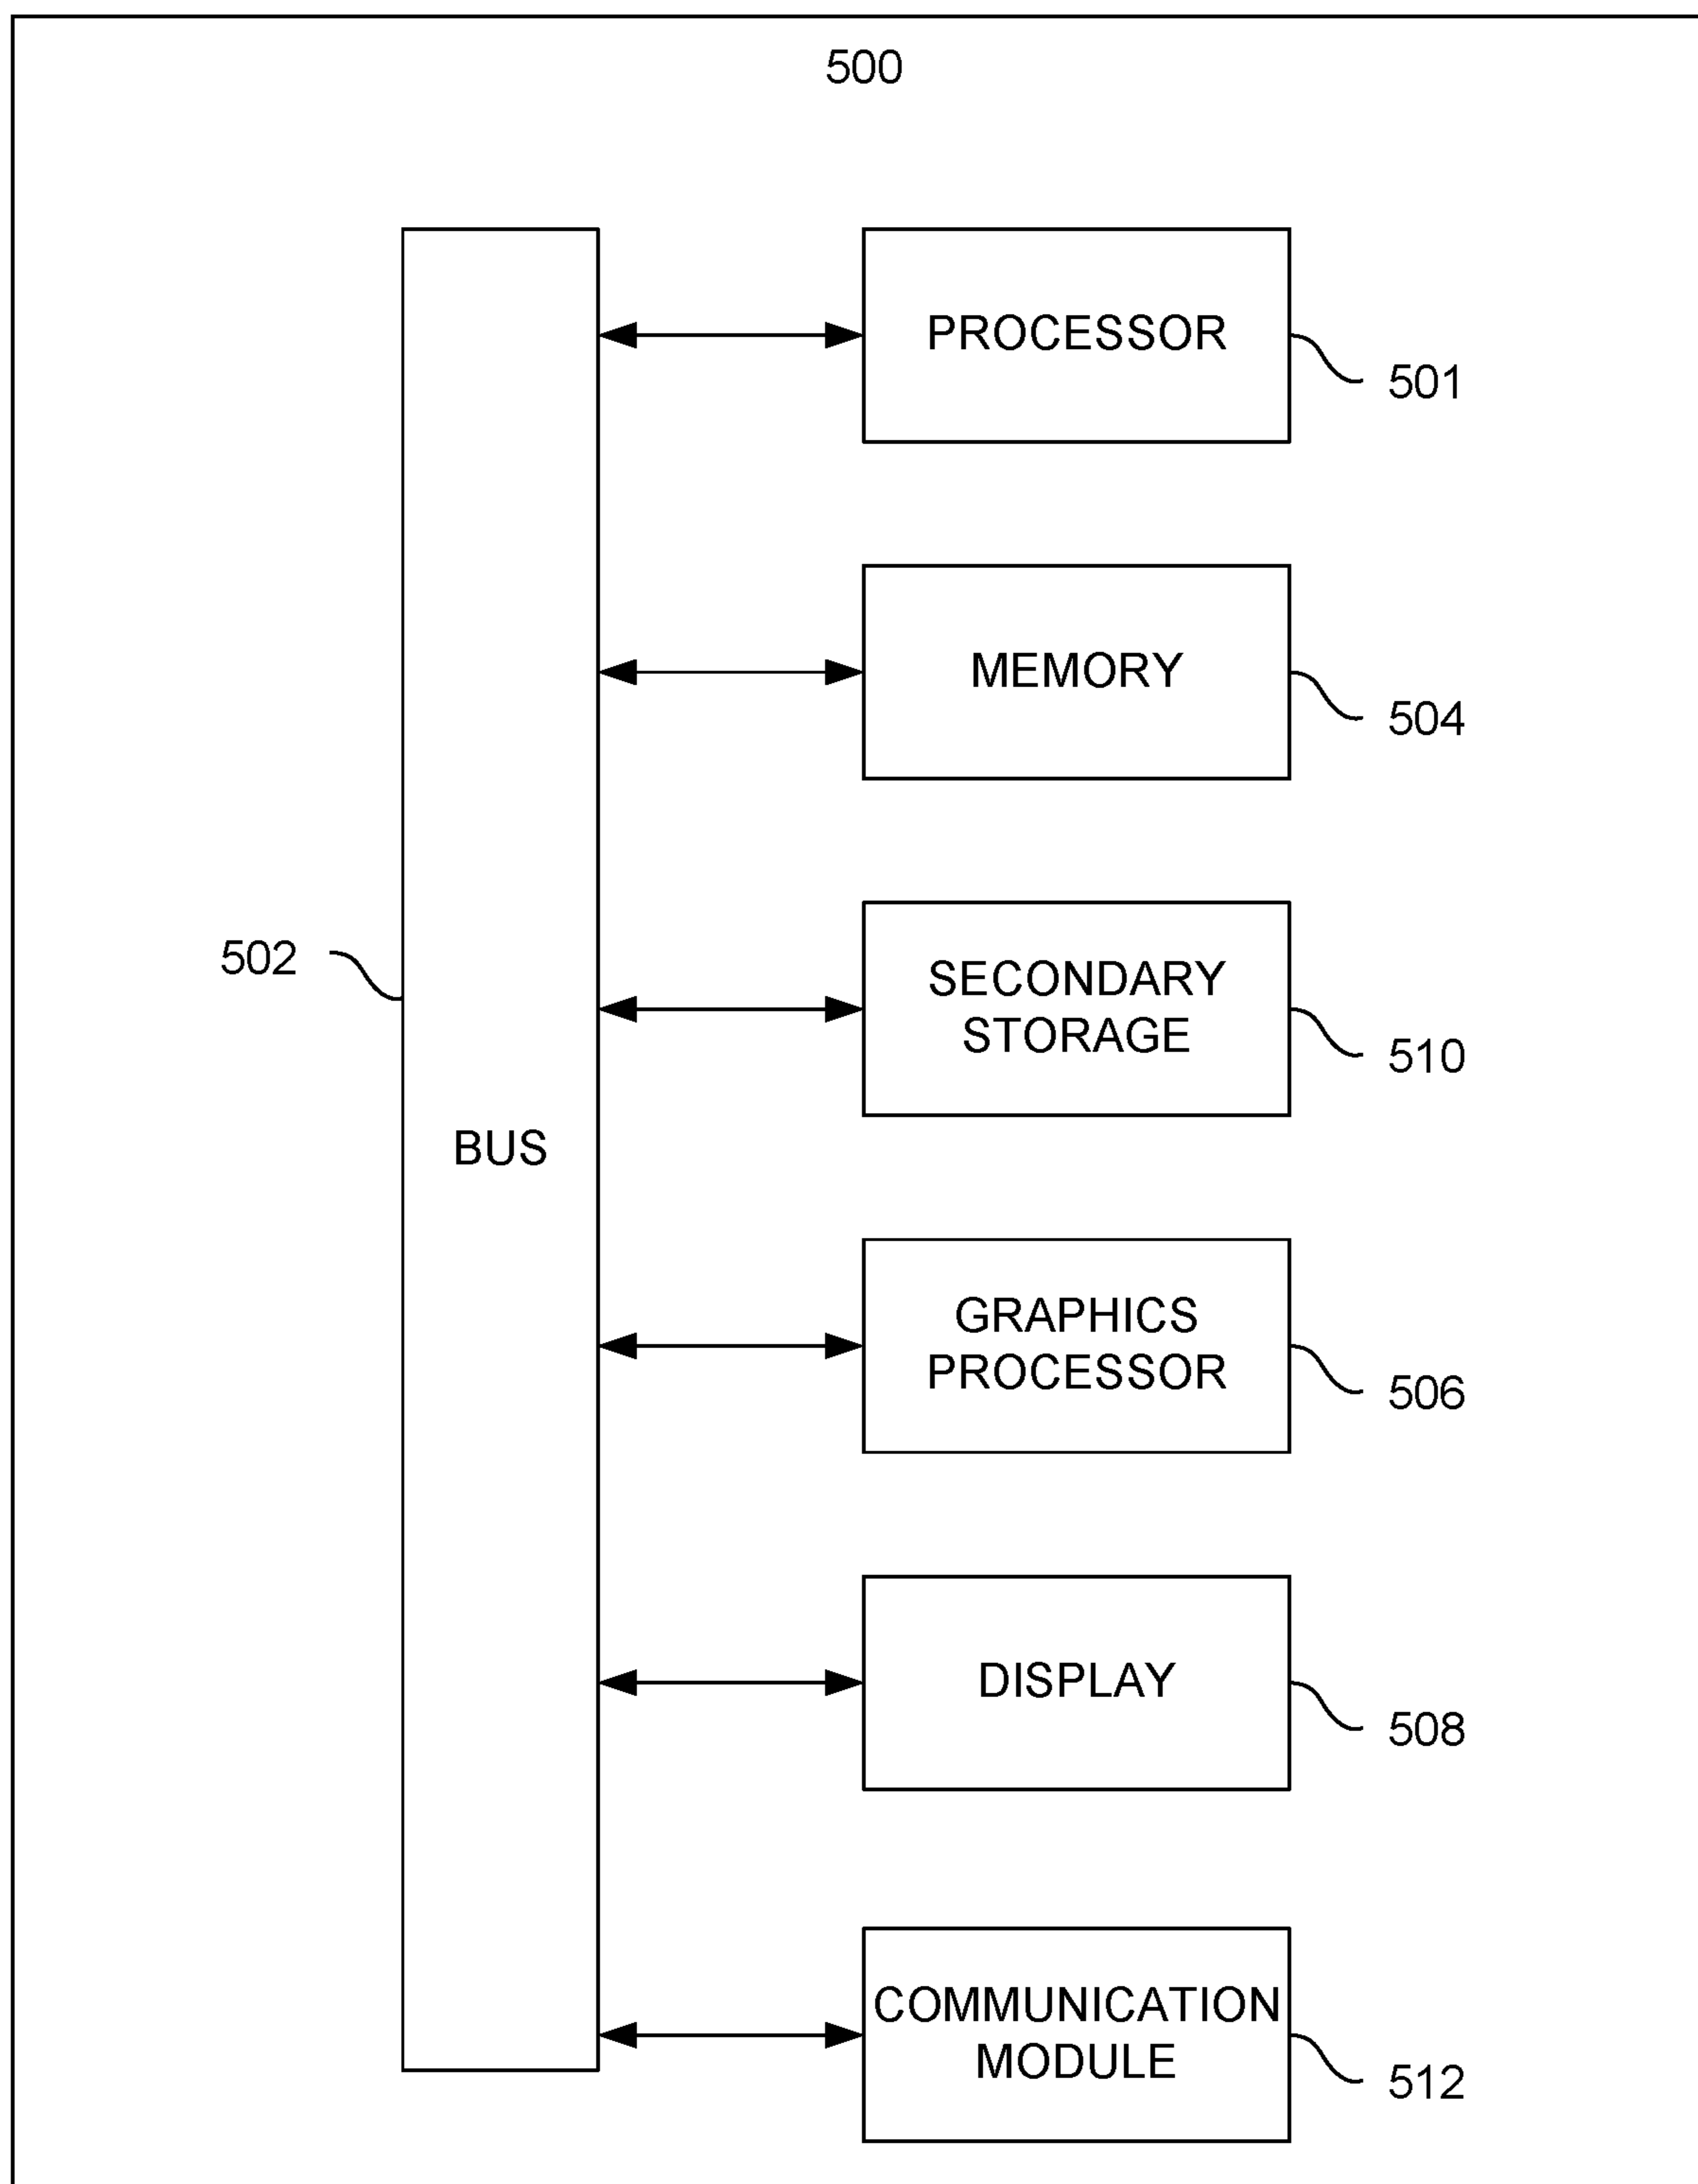 500
PROCESSOR
501
MEMORY
504
502
SECONDARY
STORAGE
510
BUS
GRAPHICS
PROCESSOR
506
DISPLAY
508
COMMUNICATION
MODULE
512